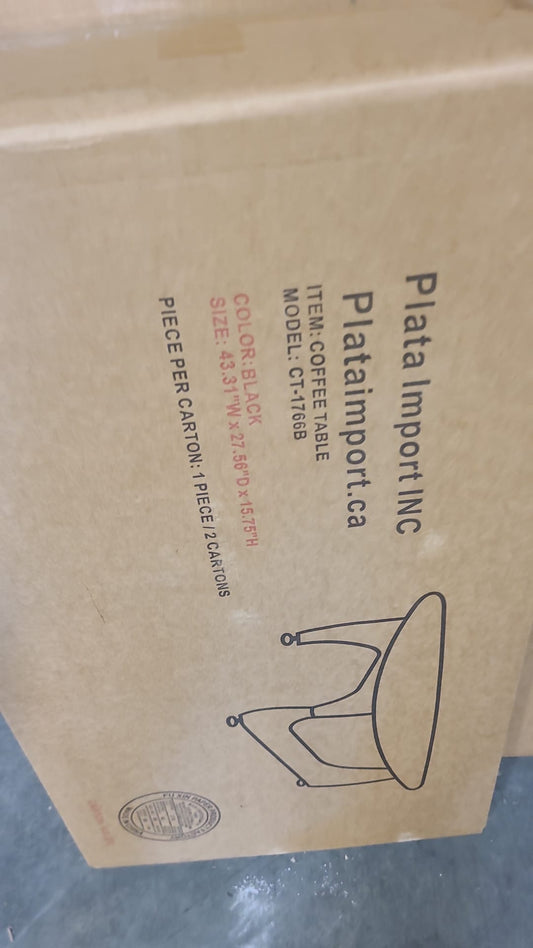 Plata Import INC
Plataimport.ca
ITEM: COFFEE TABLE
MODEL: CT-1766B
COLOR: BLACK
SIZE: 43.31"W x 27.56"D x 15.75"H
PIECE PER CARTON: 1 PIECE / 2 CARTONS